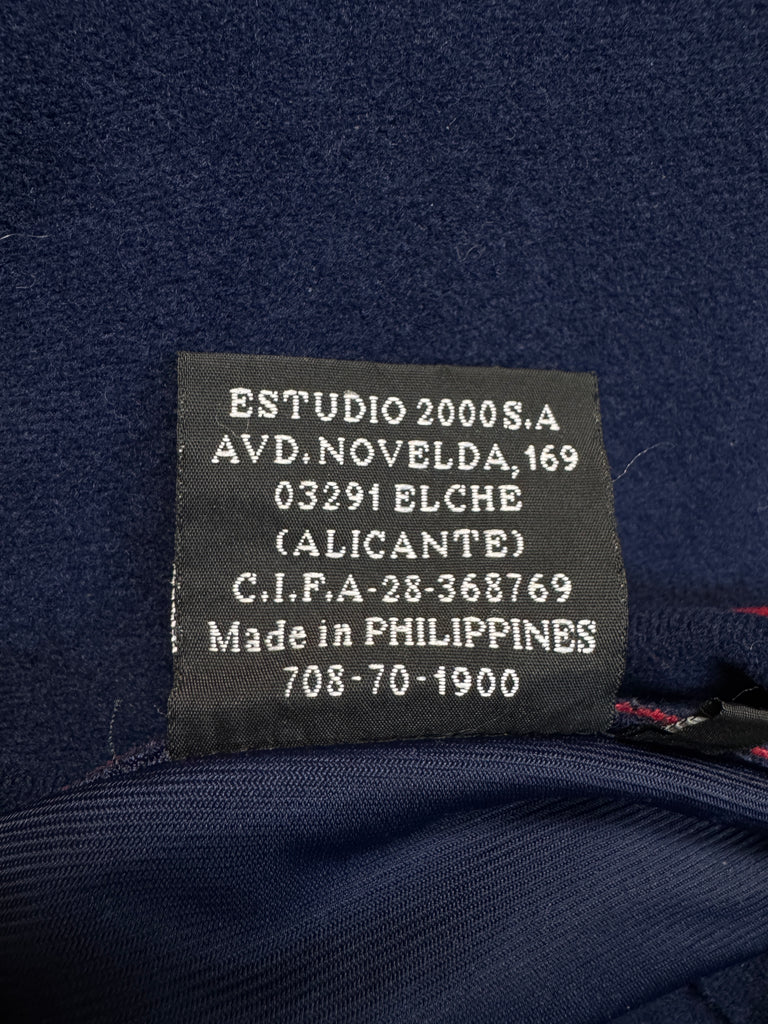 ESTUDIO 2000 S.A
AVD. NOVELDA, 169
03291 ELCHE
(ALICANTE)
C.I.F.A-28-368769
Made in PHILIPPINES
708-70-1900